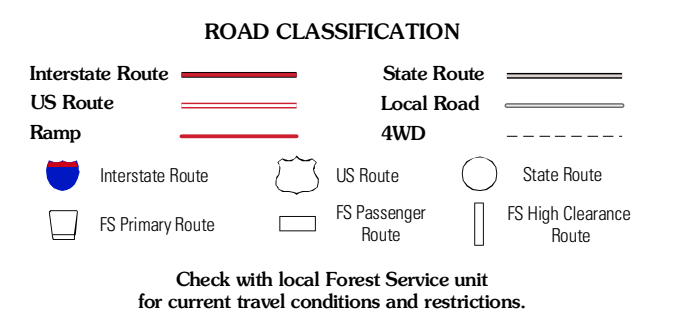 ROAD CLASSIFICATION
Interstate Route
State Route
US Route
Local Road
Ramp
4WD
Interstate Route
US Route
State Route
FS Primary Route
FS Passenger
Route
FS High Clearance
Route
Check with local Forest Service unit
for current travel conditions and restrictions.